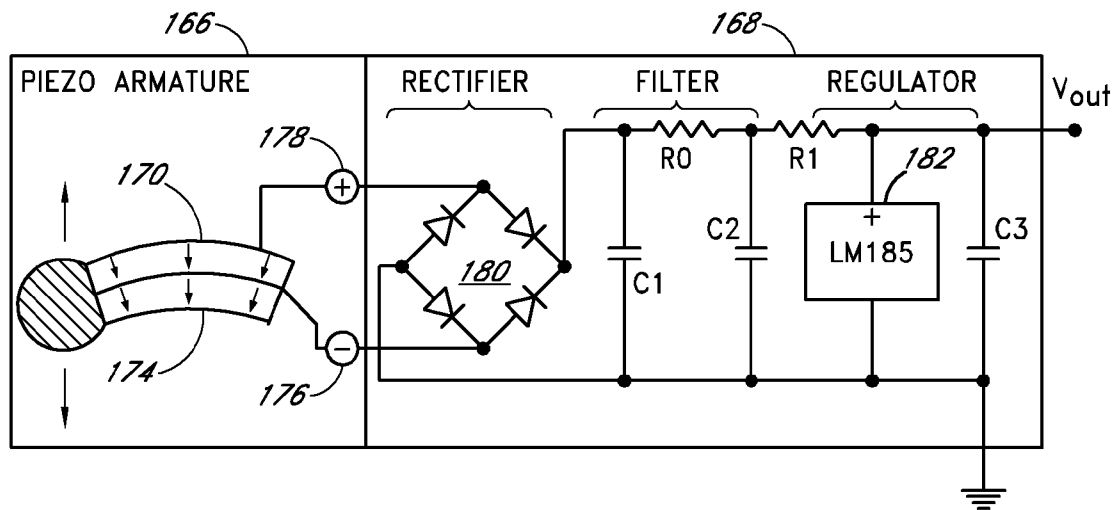 166
168
PIEZO ARMATURE
RECTIFIER
FILTER
REGULATOR
Vout
178
+
170
R0
R1
182
+
LM185
C1
C2
C3
180
174
−
176